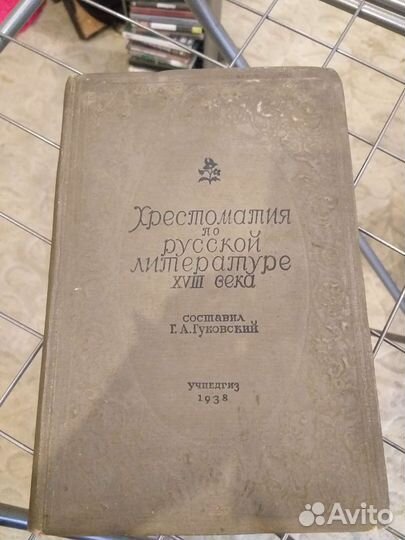 Хрестоматия
по
русской
литературе
XVIII века
составил
Г. А. Гуковский
учпедгиз
1938
Avito